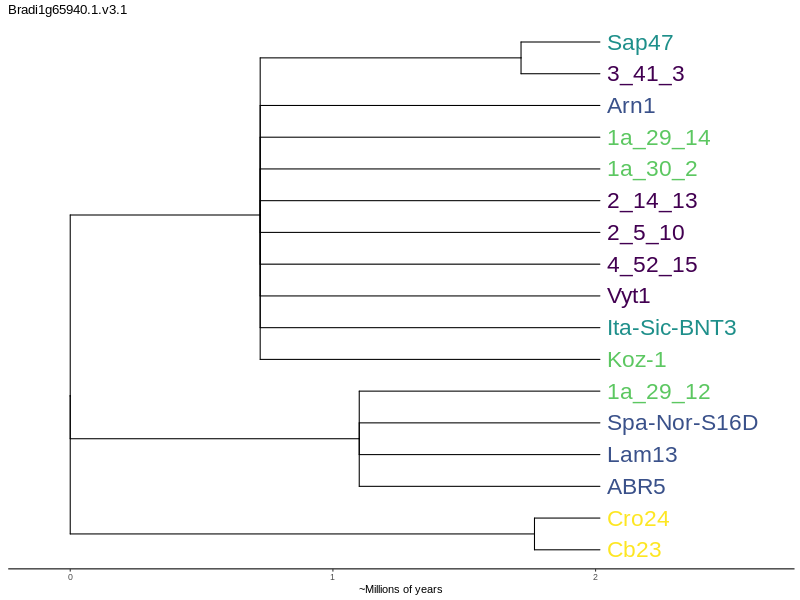 Bradi1g65940.1.v3.1
Sap47
3_41_3
Arn1
1a_29_14
1a_30_2
2_14_13
2_5_10
4_52_15
Vyt1
Ita-Sic-BNT3
Koz-1
1a_29_12
Spa-Nor-S16D
Lam13
ABR5
Cro24
Cb23
0 1 2
~Millions of years